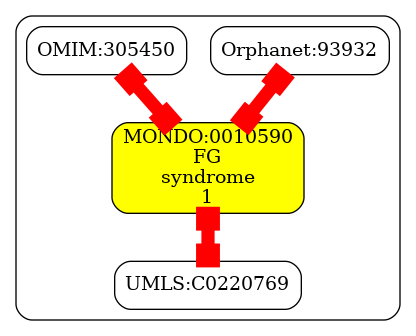 OMIM:305450
Orphanet:93932
MONDO:0010590
FG
syndrome
1
UMLS:C0220769